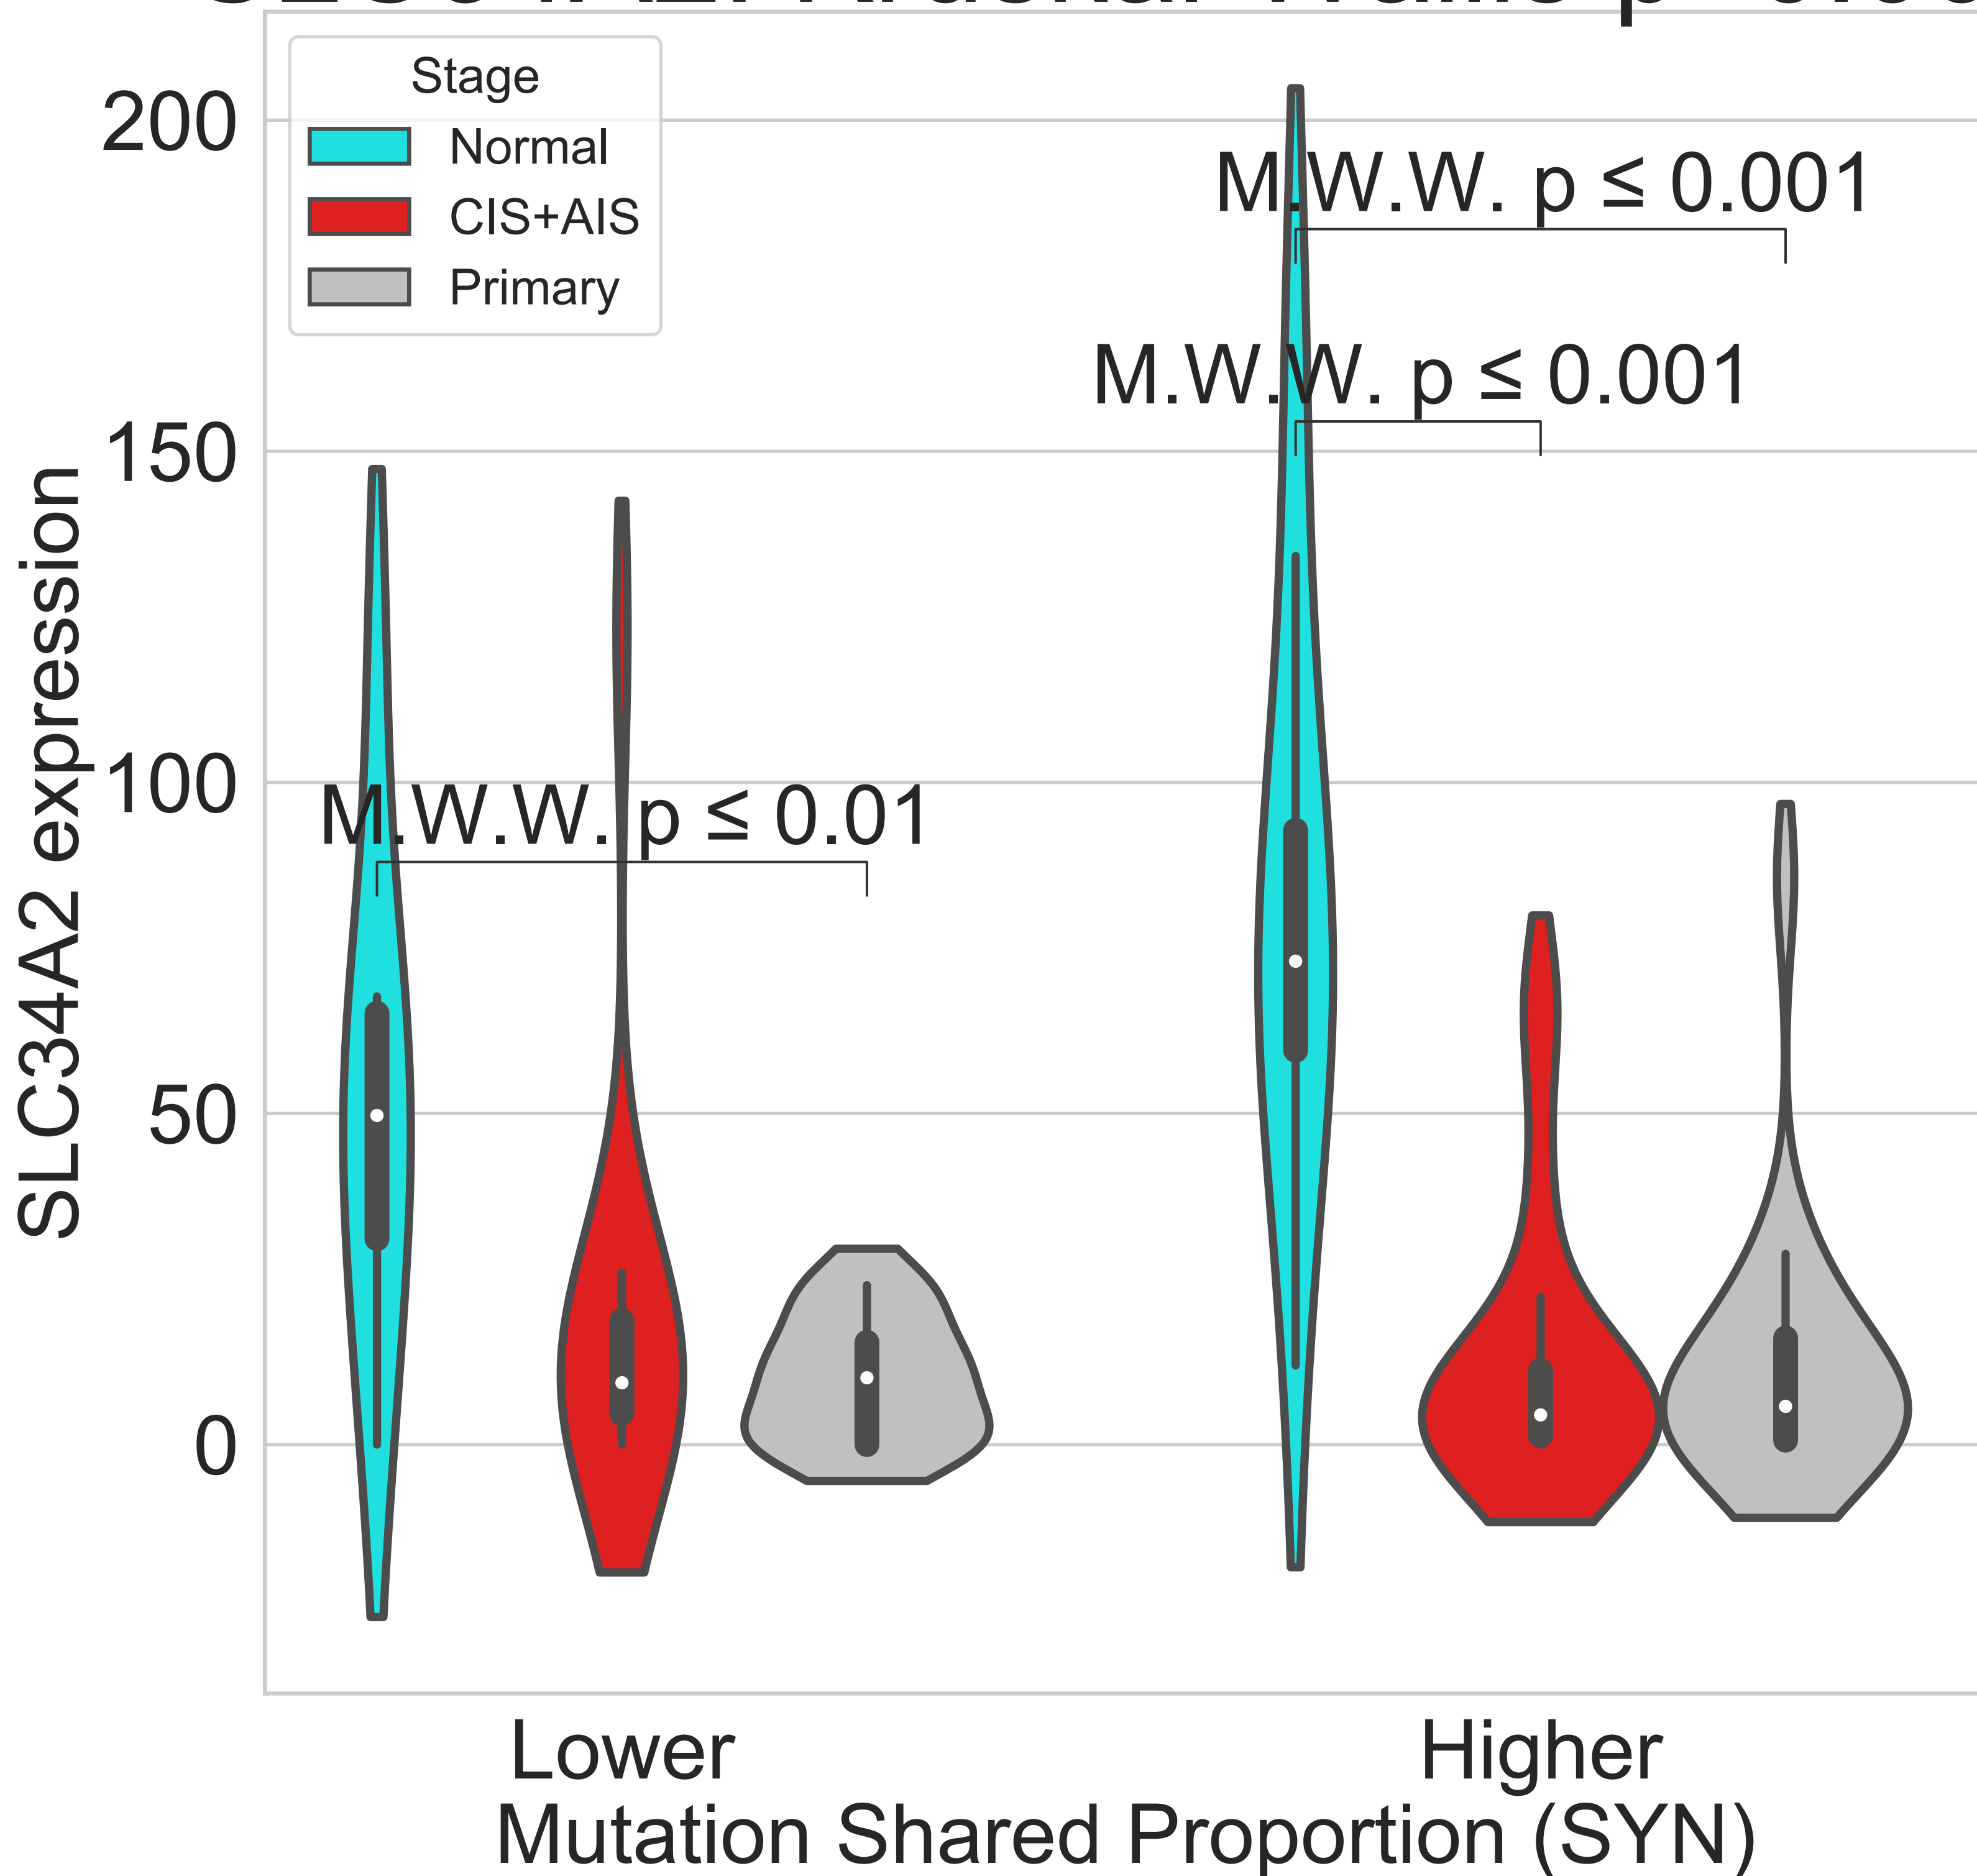 Stage
Normal
CIS+AIS
Primary
200
150
100
50
0
SLC34A2 expression
M.W.W. p ≤ 0.001
M.W.W. p ≤ 0.001
M.W.W. p ≤ 0.01
Lower
Higher
Mutation Shared Proportion (SYN)